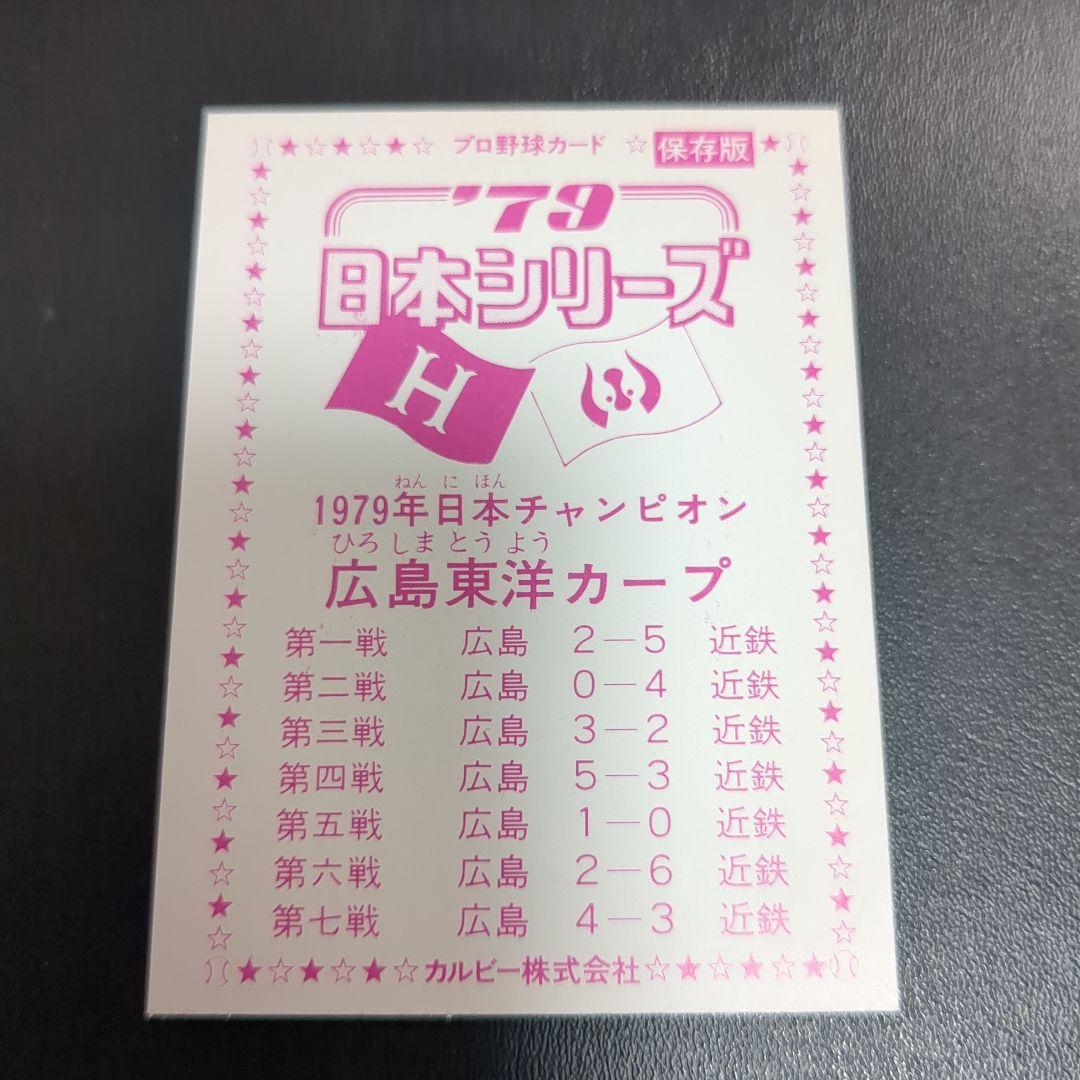 ★☆★☆★☆ プロ野球カード ☆ 保存版 ★
'79
日本シリーズ
H
ねん に ほん
1979年日本チャンピオン
ひろ しま とう よう
広島東洋カープ
第一戦 広島 2－5 近鉄
第二戦 広島 0－4 近鉄
第三戦 広島 3－2 近鉄
第四戦 広島 5－3 近鉄
第五戦 広島 1－0 近鉄
第六戦 広島 2－6 近鉄
第七戦 広島 4－3 近鉄
★☆★☆★☆カルビー株式会社☆★☆★☆★